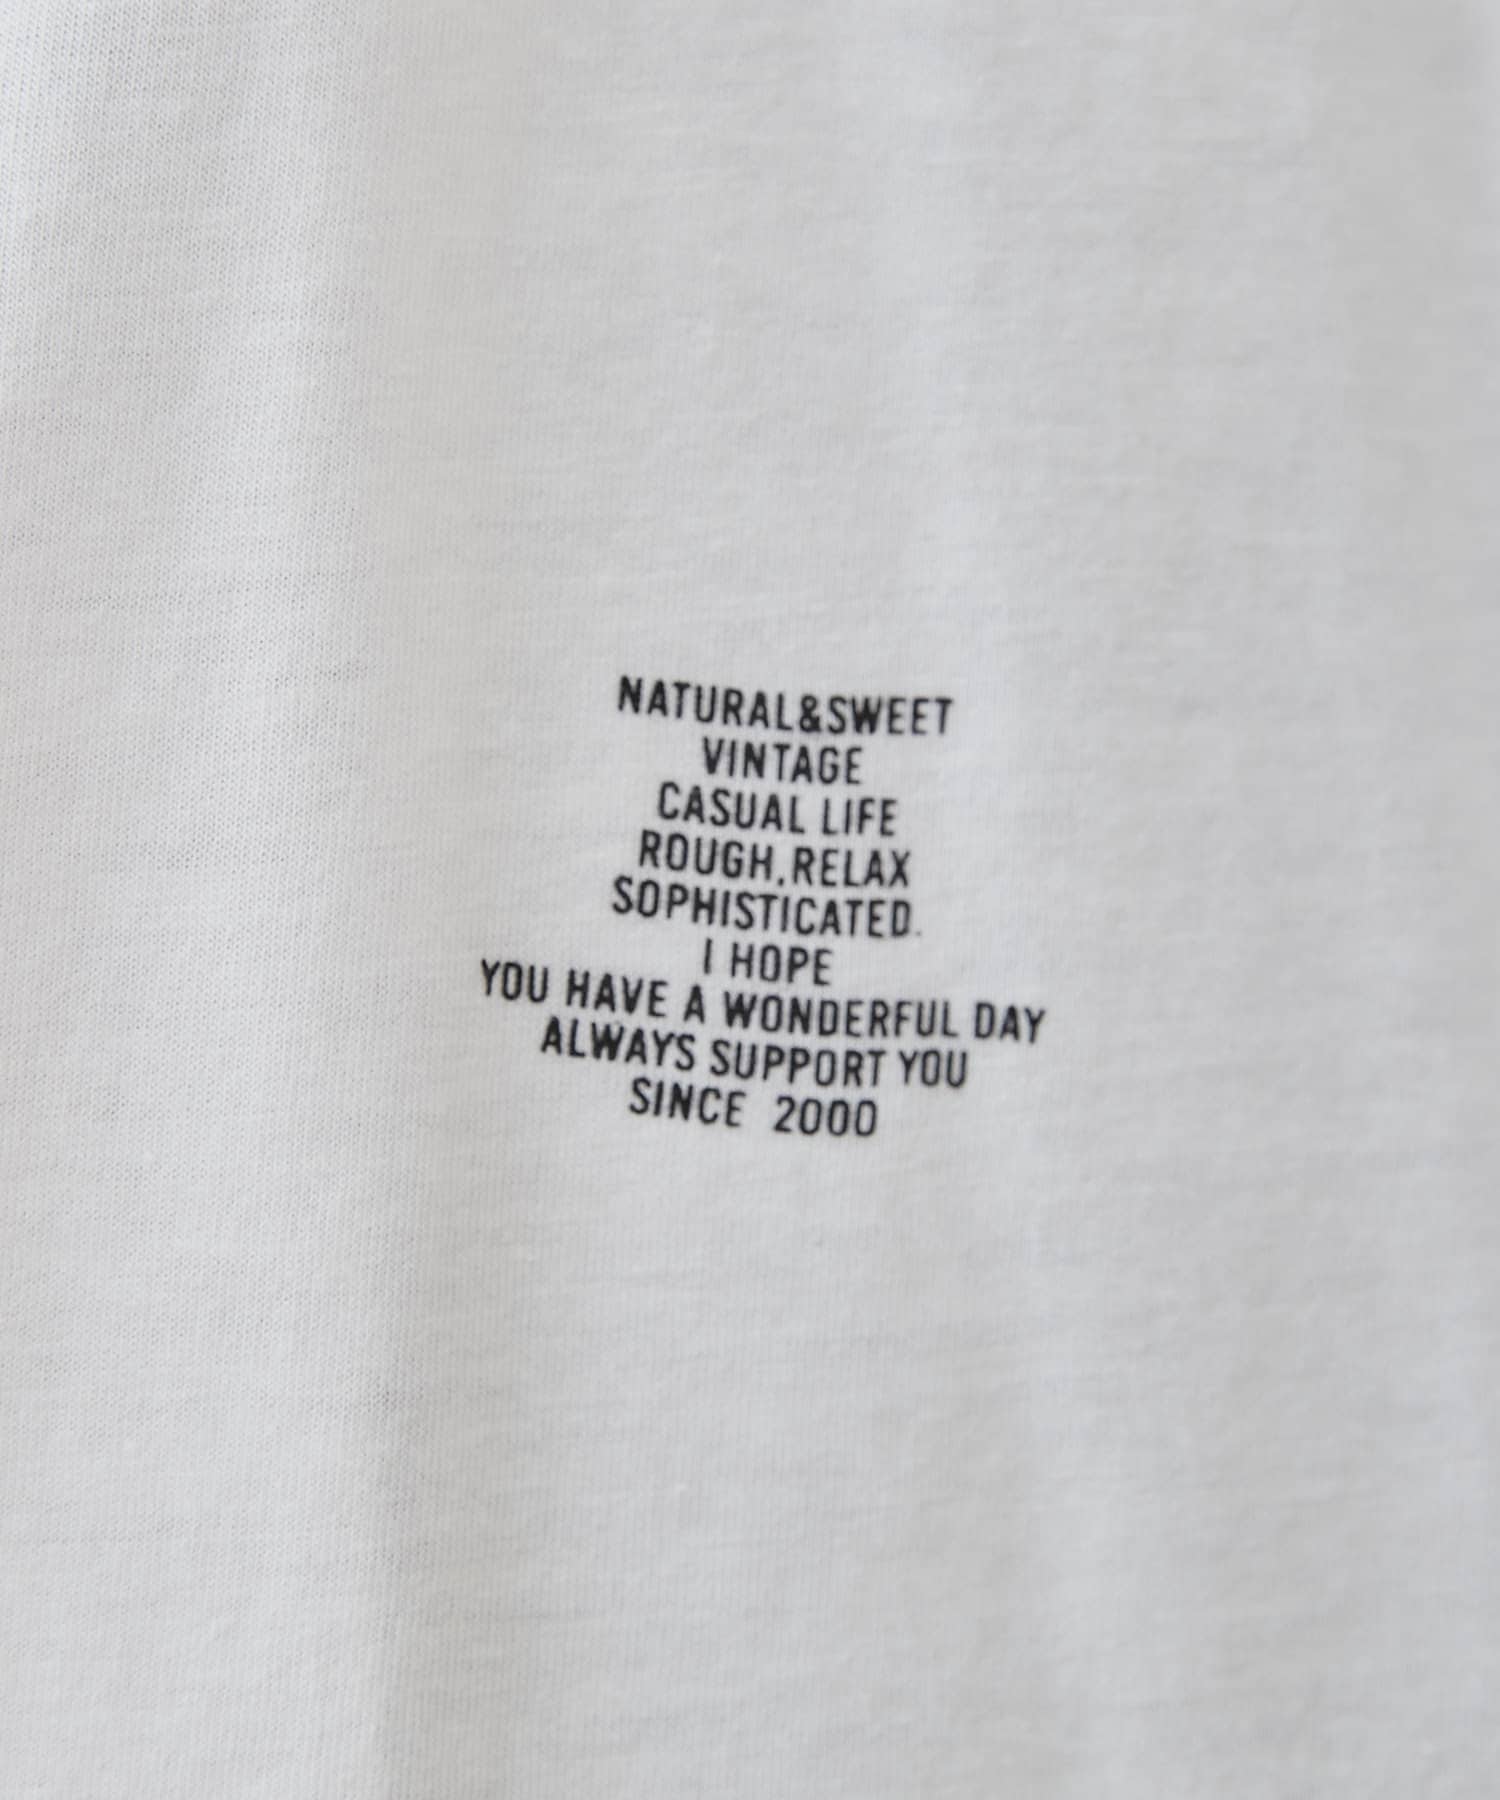 NATURAL&SWEET
VINTAGE
CASUAL LIFE
ROUGH.RELAX
SOPHISTICATED.
I HOPE
YOU HAVE A WONDERFUL DAY
ALWAYS SUPPORT YOU
SINCE 2000